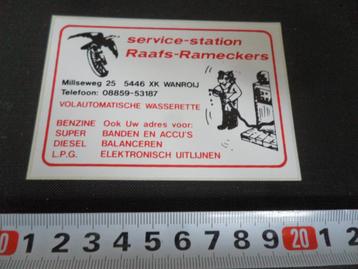 service-station
Raafs-Rameckers
Millseweg 25 5446 XK WANROIJ
Telefoon: 08859-53187
VOLAUTOMATISCHE WASSERETTE
BENZINE Ook Uw adres voor:
SUPER BANDEN EN ACCU'S
DIESEL BALANCEREN
L.P.G. ELEKTRONISCH UITLIJNEN
0 1 2 3 4 5 6 7 8 9 20 1 2